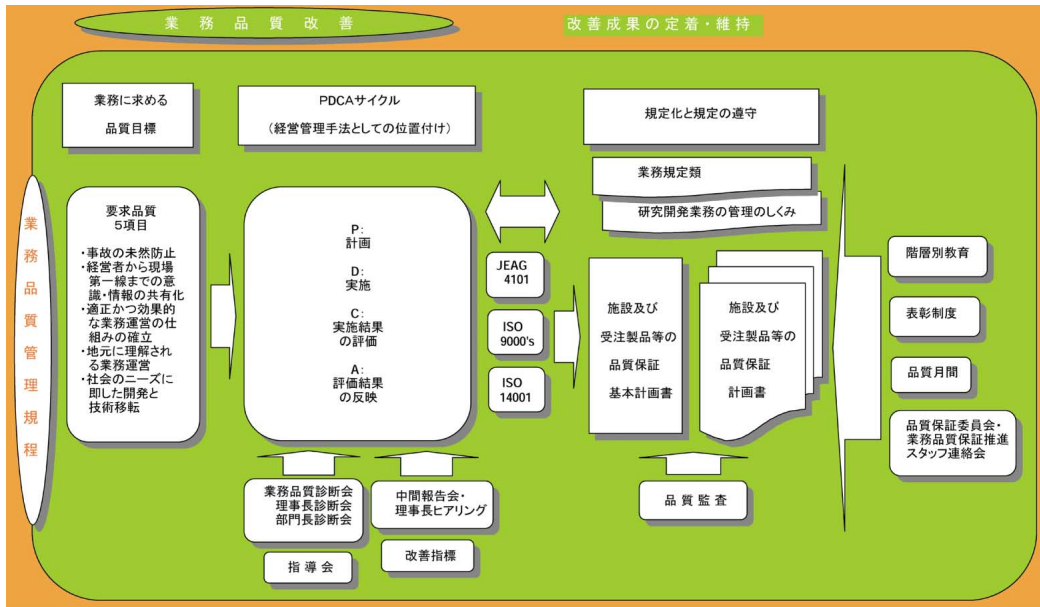 業務品質改善
改善成果の定着・維持
業務に求める
品質目標
PDCAサイクル
(経営管理手法としての位置付け)
規定化と規定の遵守
業務規定類
研究開発業務の管理のしくみ
業務品質管理規程
要求品質
5項目
・事故の未然防止
・経営者から現場
第一線までの意
識・情報の共有化
・適正かつ効果的
な業務運営の仕
組みの確立
・地元に理解され
る業務運営
・社会のニーズに
即した開発と
技術移転
P:
計画
D:
実施
C:
実施結果
の評価
A:
評価結果
の反映
JEAG
4101
ISO
9000's
ISO
14001
施設及び
受注製品等の
品質保証
基本計画書
施設及び
受注製品等の
品質保証
計画書
階層別教育
表彰制度
品質月間
品質保証委員会・
業務品質保証推進
スタッフ連絡会
業務品質診断会
理事長診断会
部門長診断会
指導会
中間報告会・
理事長ヒアリング
改善指標
品質監査